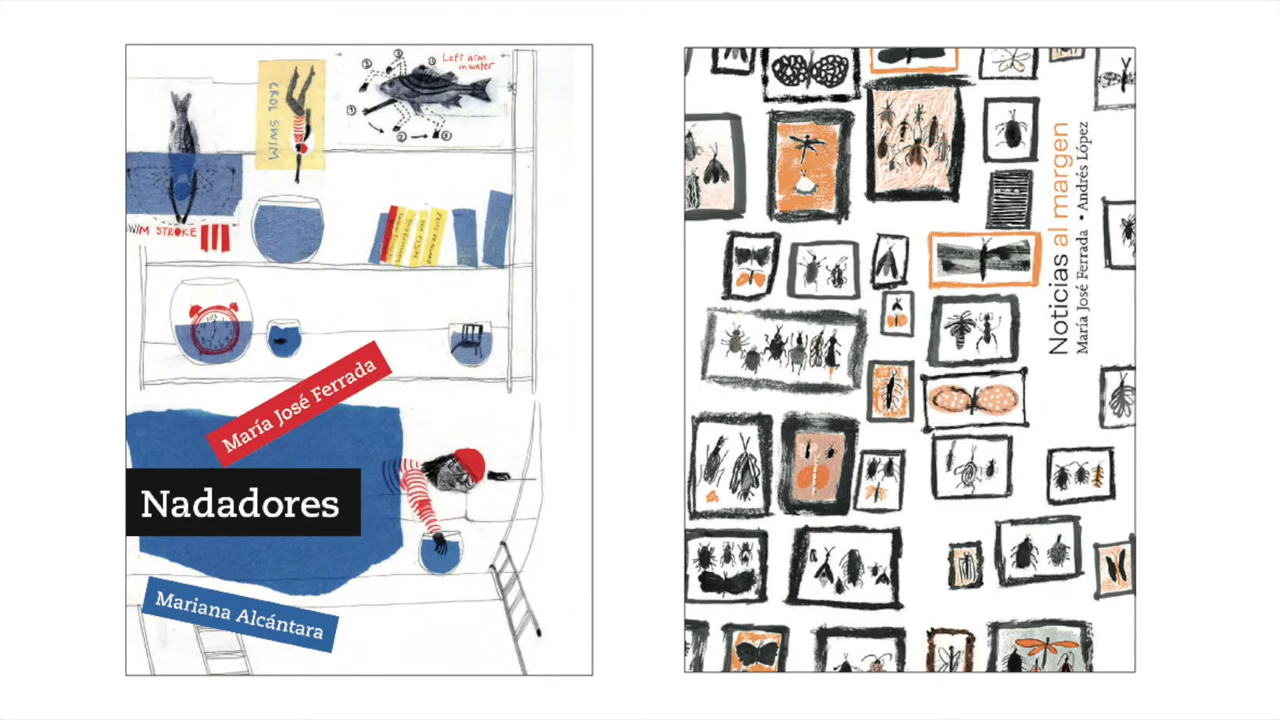 Left arm
in water
CROL SWIM
SWIM STROKE
María José Ferrada
Nadadores
Mariana Alcántara
Noticias al margen
María José Ferrada • Andrés López